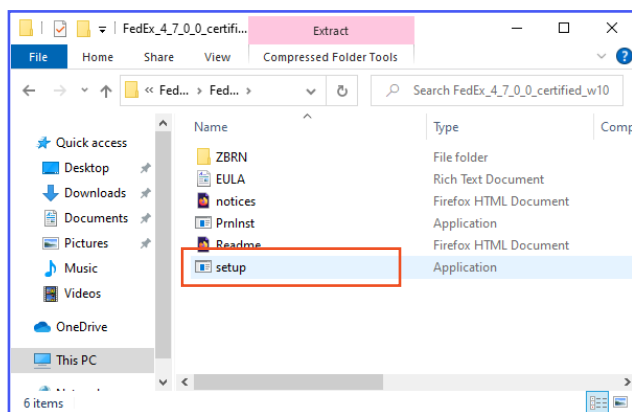 FedEx_4_7_0_0_certifi... Extract
File Home Share View Compressed Folder Tools
« Fed... > Fed... > Search FedEx_4_7_0_0_certified_w10
Name Type Comp
Quick access
Desktop
Downloads
Documents
Pictures
Music
Videos
OneDrive
This PC
ZBRN File folder
EULA Rich Text Document
notices Firefox HTML Document
PrnInst Application
Readme Firefox HTML Document
setup Application
6 items